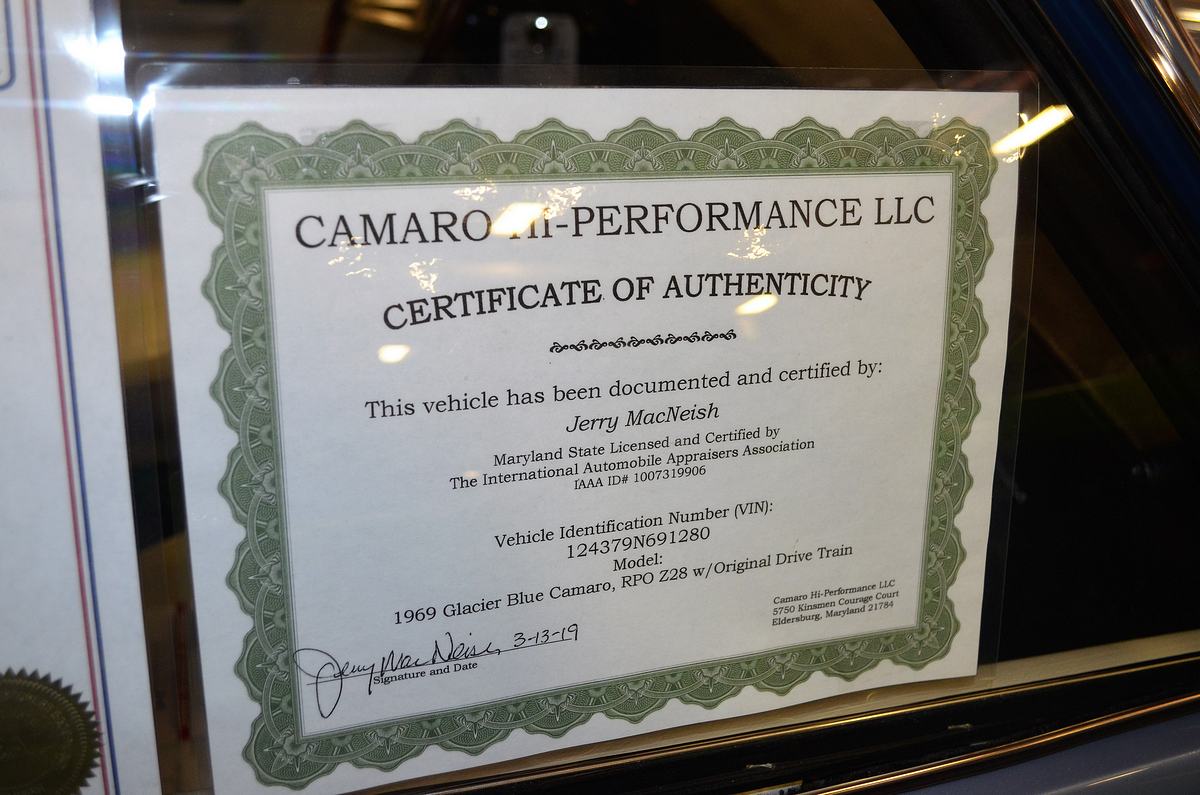 CAMARO Hi-PERFORMANCE LLC
CERTIFICATE OF AUTHENTICITY
This vehicle has been documented and certified by:
Jerry MacNeish
Maryland State Licensed and Certified by
The International Automobile Appraisers Association
IAAA ID# 1007319906
Vehicle Identification Number (VIN):
124379N691280
Model:
1969 Glacier Blue Camaro, RPO Z28 w/Original Drive Train
Camaro Hi-Performance LLC
5750 Kinsmen Courage Court
Eldersburg, Maryland 21784
Jerry MacNeish, 3-13-19
Signature and Date